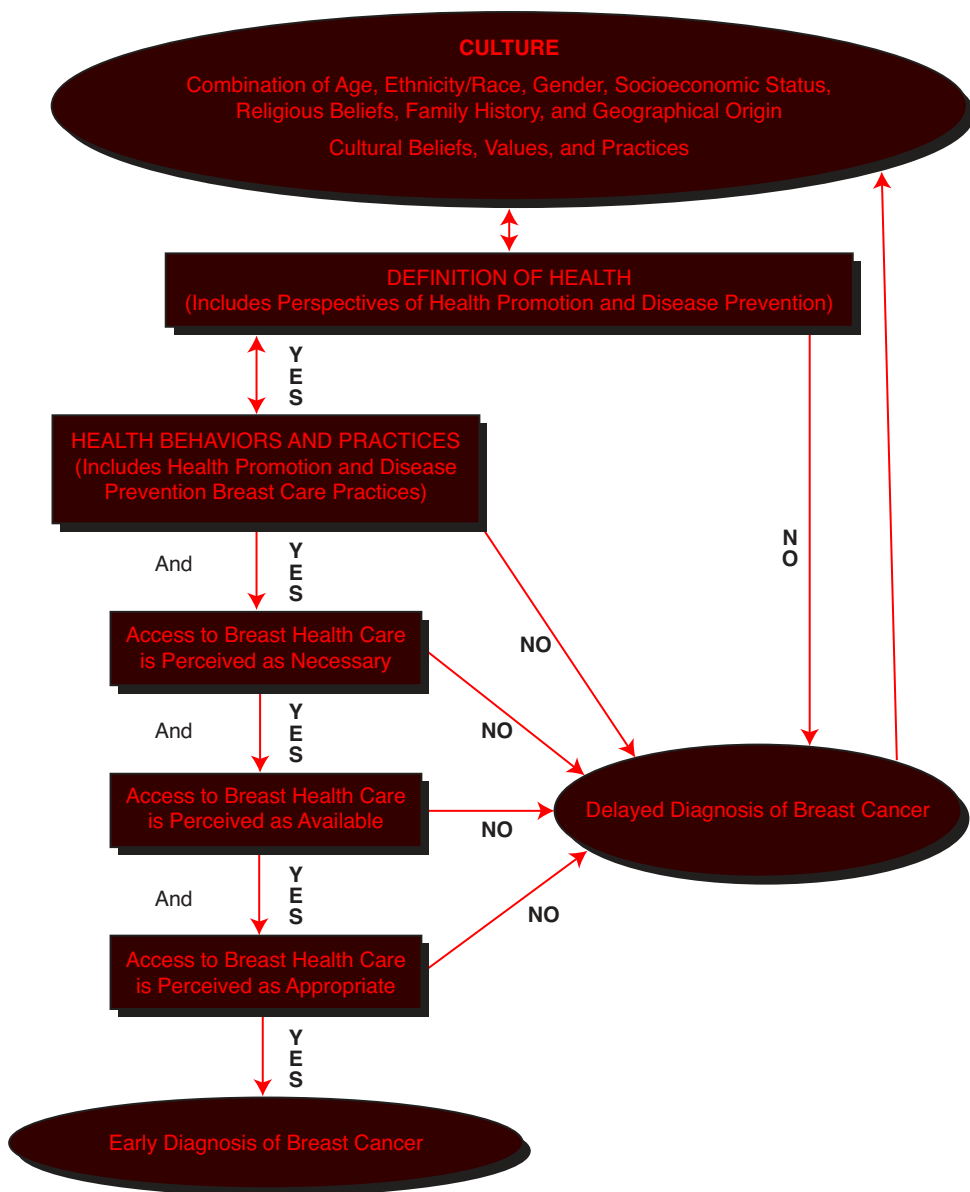 CULTURE
Combination of Age, Ethnicity/Race, Gender, Socioeconomic Status,
Religious Beliefs, Family History, and Geographical Origin
Cultural Beliefs, Values, and Practices
DEFINITION OF HEALTH
(Includes Perspectives of Health Promotion and Disease Prevention)
YES
HEALTH BEHAVIORS AND PRACTICES
(Includes Health Promotion and Disease
Prevention Breast Care Practices)
NO
And
YES
NO
Access to Breast Health Care
is Perceived as Necessary
And
YES
NO
Access to Breast Health Care
is Perceived as Available
NO
Delayed Diagnosis of Breast Cancer
And
YES
NO
Access to Breast Health Care
is Perceived as Appropriate
YES
Early Diagnosis of Breast Cancer